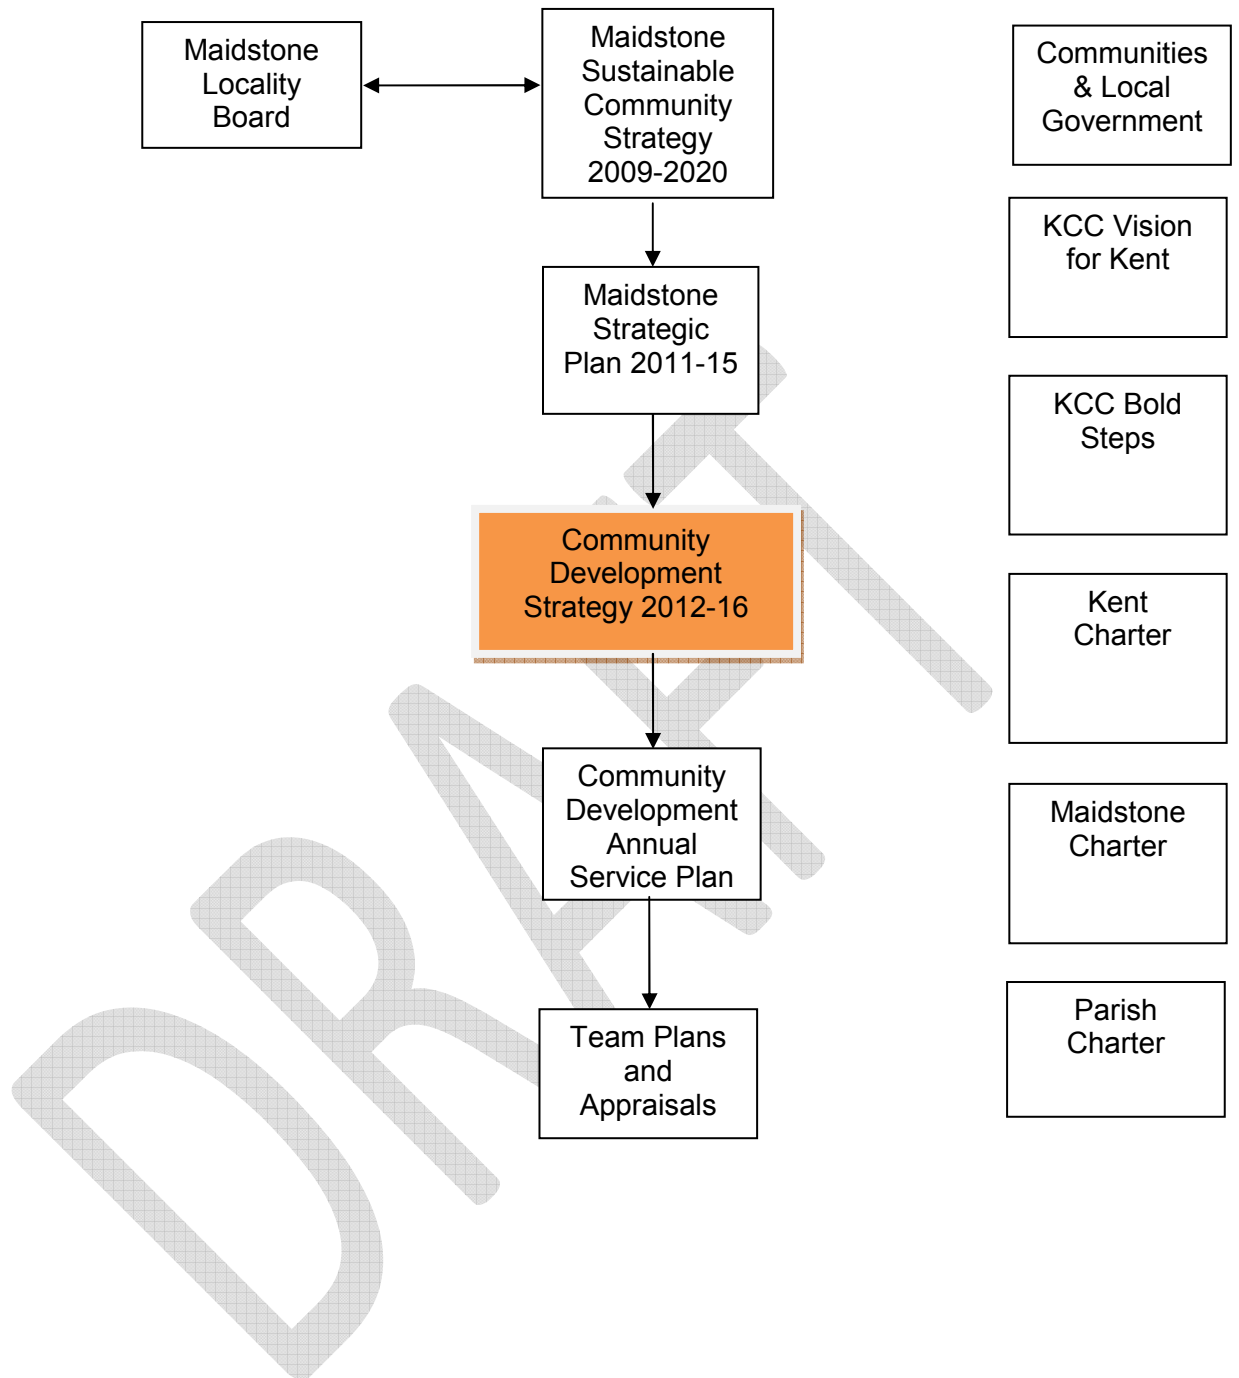 Maidstone
Locality
Board
Maidstone
Sustainable
Community
Strategy
2009-2020
Communities
& Local
Government
KCC Vision
for Kent
Maidstone
Strategic
Plan 2011-15
KCC Bold
Steps
Community
Development
Strategy 2012-16
Kent
Charter
Community
Development
Annual
Service Plan
Maidstone
Charter
Team Plans
and
Appraisals
Parish
Charter
DRAFT